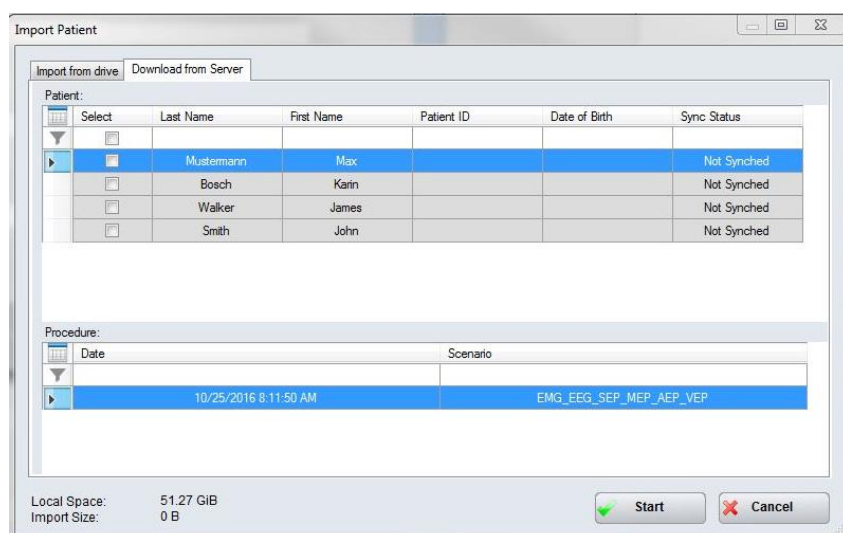 Import Patient
Import from drive Download from Server
Patient:
Select Last Name First Name Patient ID Date of Birth Sync Status
Mustermann Max Not Synched
Bosch Karin Not Synched
Walker James Not Synched
Smith John Not Synched
Procedure:
Date Scenario
10/25/2016 8:11:50 AM EMG_EEG_SEP_MEP_AEP_VEP
Local Space: 51.27 GiB
Import Size: 0 B
Start Cancel